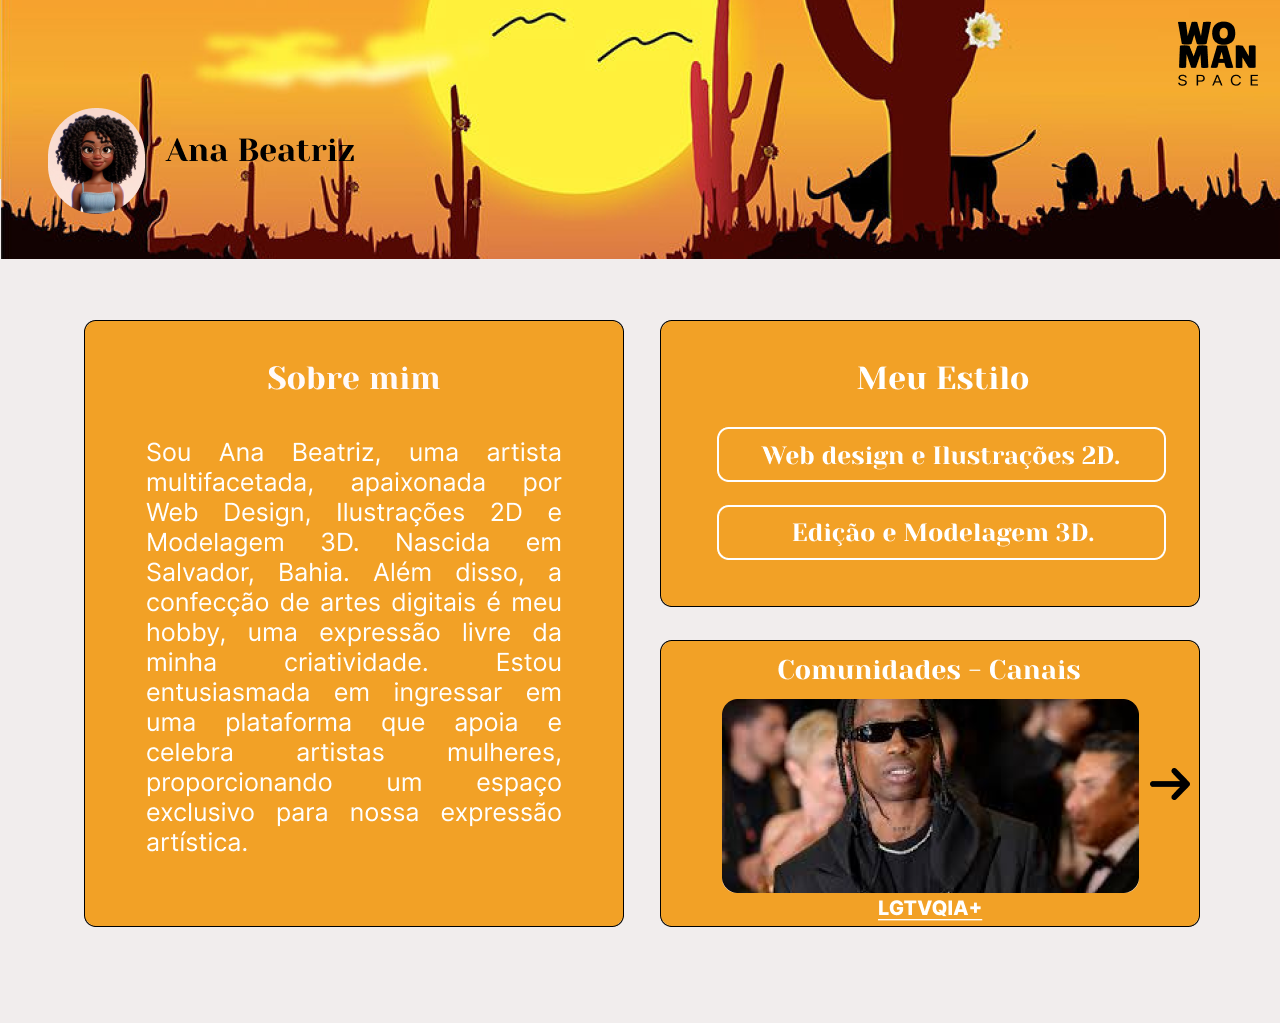 WO
MAN
SPACE
Ana Beatriz
Sobre mim
Sou Ana Beatriz, uma artista
multifacetada, apaixonada por
Web Design, Ilustrações 2D e
Modelagem 3D. Nascida em
Salvador, Bahia. Além disso, a
confecção de artes digitais é meu
hobby, uma expressão livre da
minha criatividade. Estou
entusiasmada em ingressar em
uma plataforma que apoia e
celebra artistas mulheres,
proporcionando um espaço
exclusivo para nossa expressão
artística.
Meu Estilo
Web design e Ilustrações 2D.
Edição e Modelagem 3D.
Comunidades - Canais
LGTVQIA+